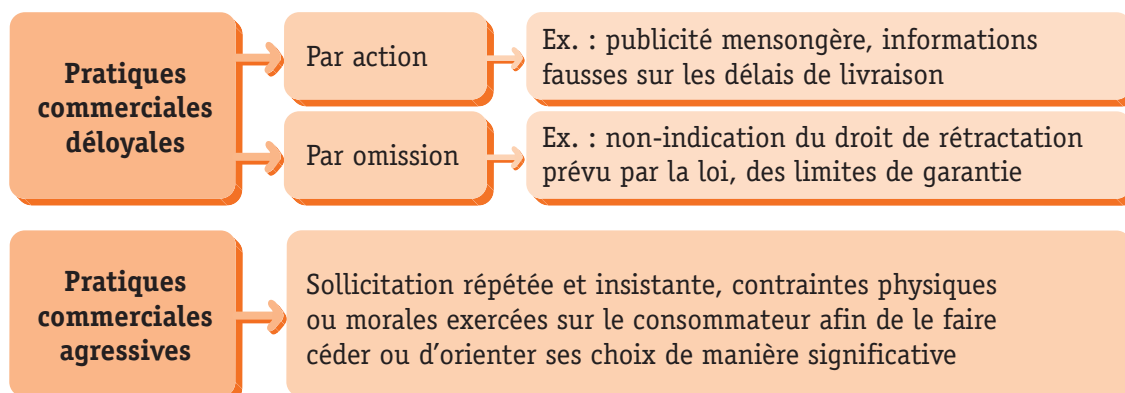 Pratiques
commerciales
déloyales
Par action
Ex. : publicité mensongère, informations
fausses sur les délais de livraison
Par omission
Ex. : non-indication du droit de rétractation
prévu par la loi, des limites de garantie
Pratiques
commerciales
agressives
Sollicitation répétée et insistante, contraintes physiques
ou morales exercées sur le consommateur afin de le faire
céder ou d’orienter ses choix de manière significative